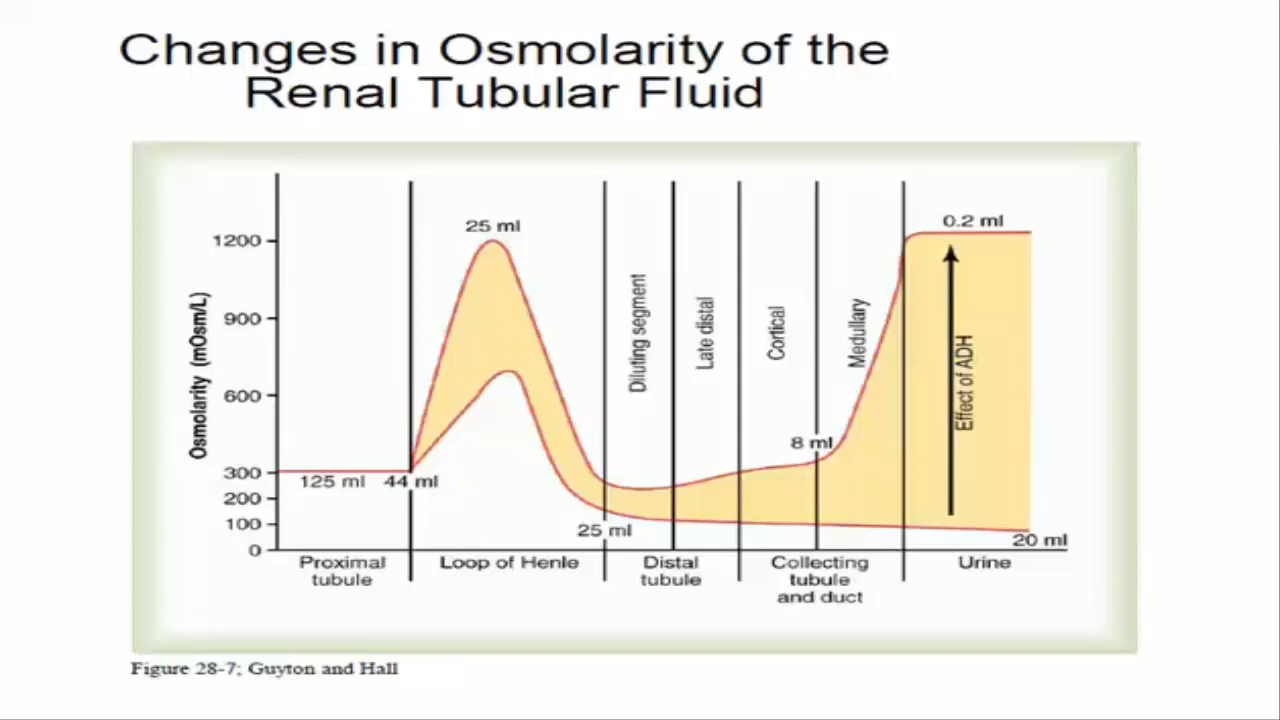 Changes in Osmolarity of the
Renal Tubular Fluid
Osmolarity (mOsm/L)
1200
900
600
300
200
100
0
125 ml
44 ml
25 ml
25 ml
8 ml
0.2 ml
20 ml
Diluting segment
Late distal
Cortical
Medullary
Effect of ADH
Proximal
tubule
Loop of Henle
Distal
tubule
Collecting
tubule
and duct
Urine
Figure 28-7; Guyton and Hall